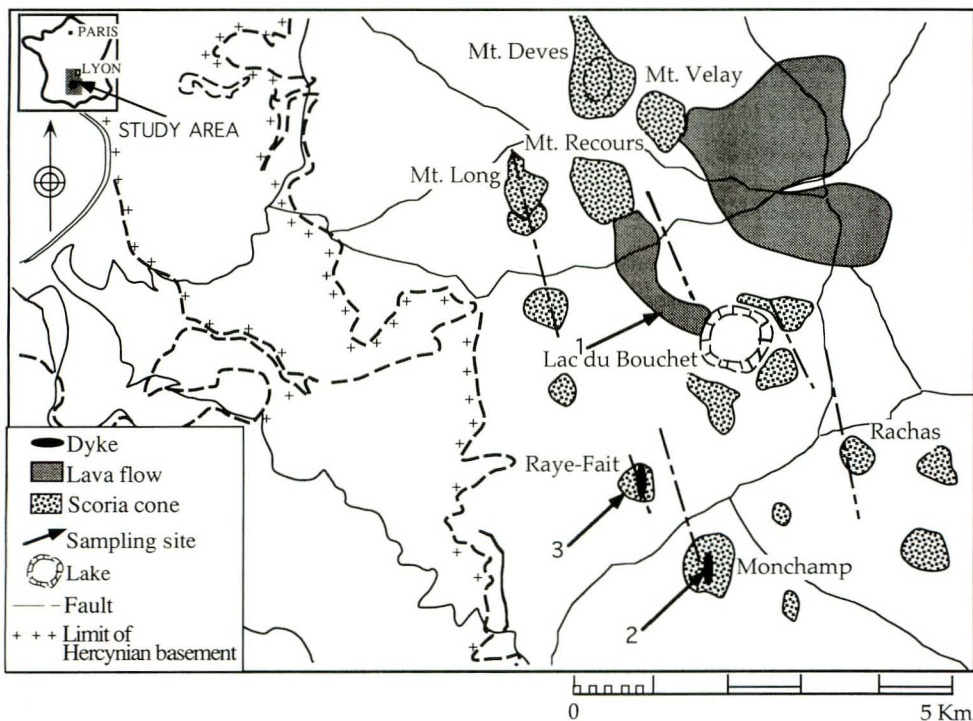 PARIS
LYON
STUDY AREA
Mt. Deves
Mt. Velay
Mt. Recours
Mt. Long
1
Lac du Bouchet
Rachas
Raye-Fait
3
Monchamp
2
Dyke
Lava flow
Scoria cone
Sampling site
Lake
Fault
Limit of
Hercynian basement
0
5 Km